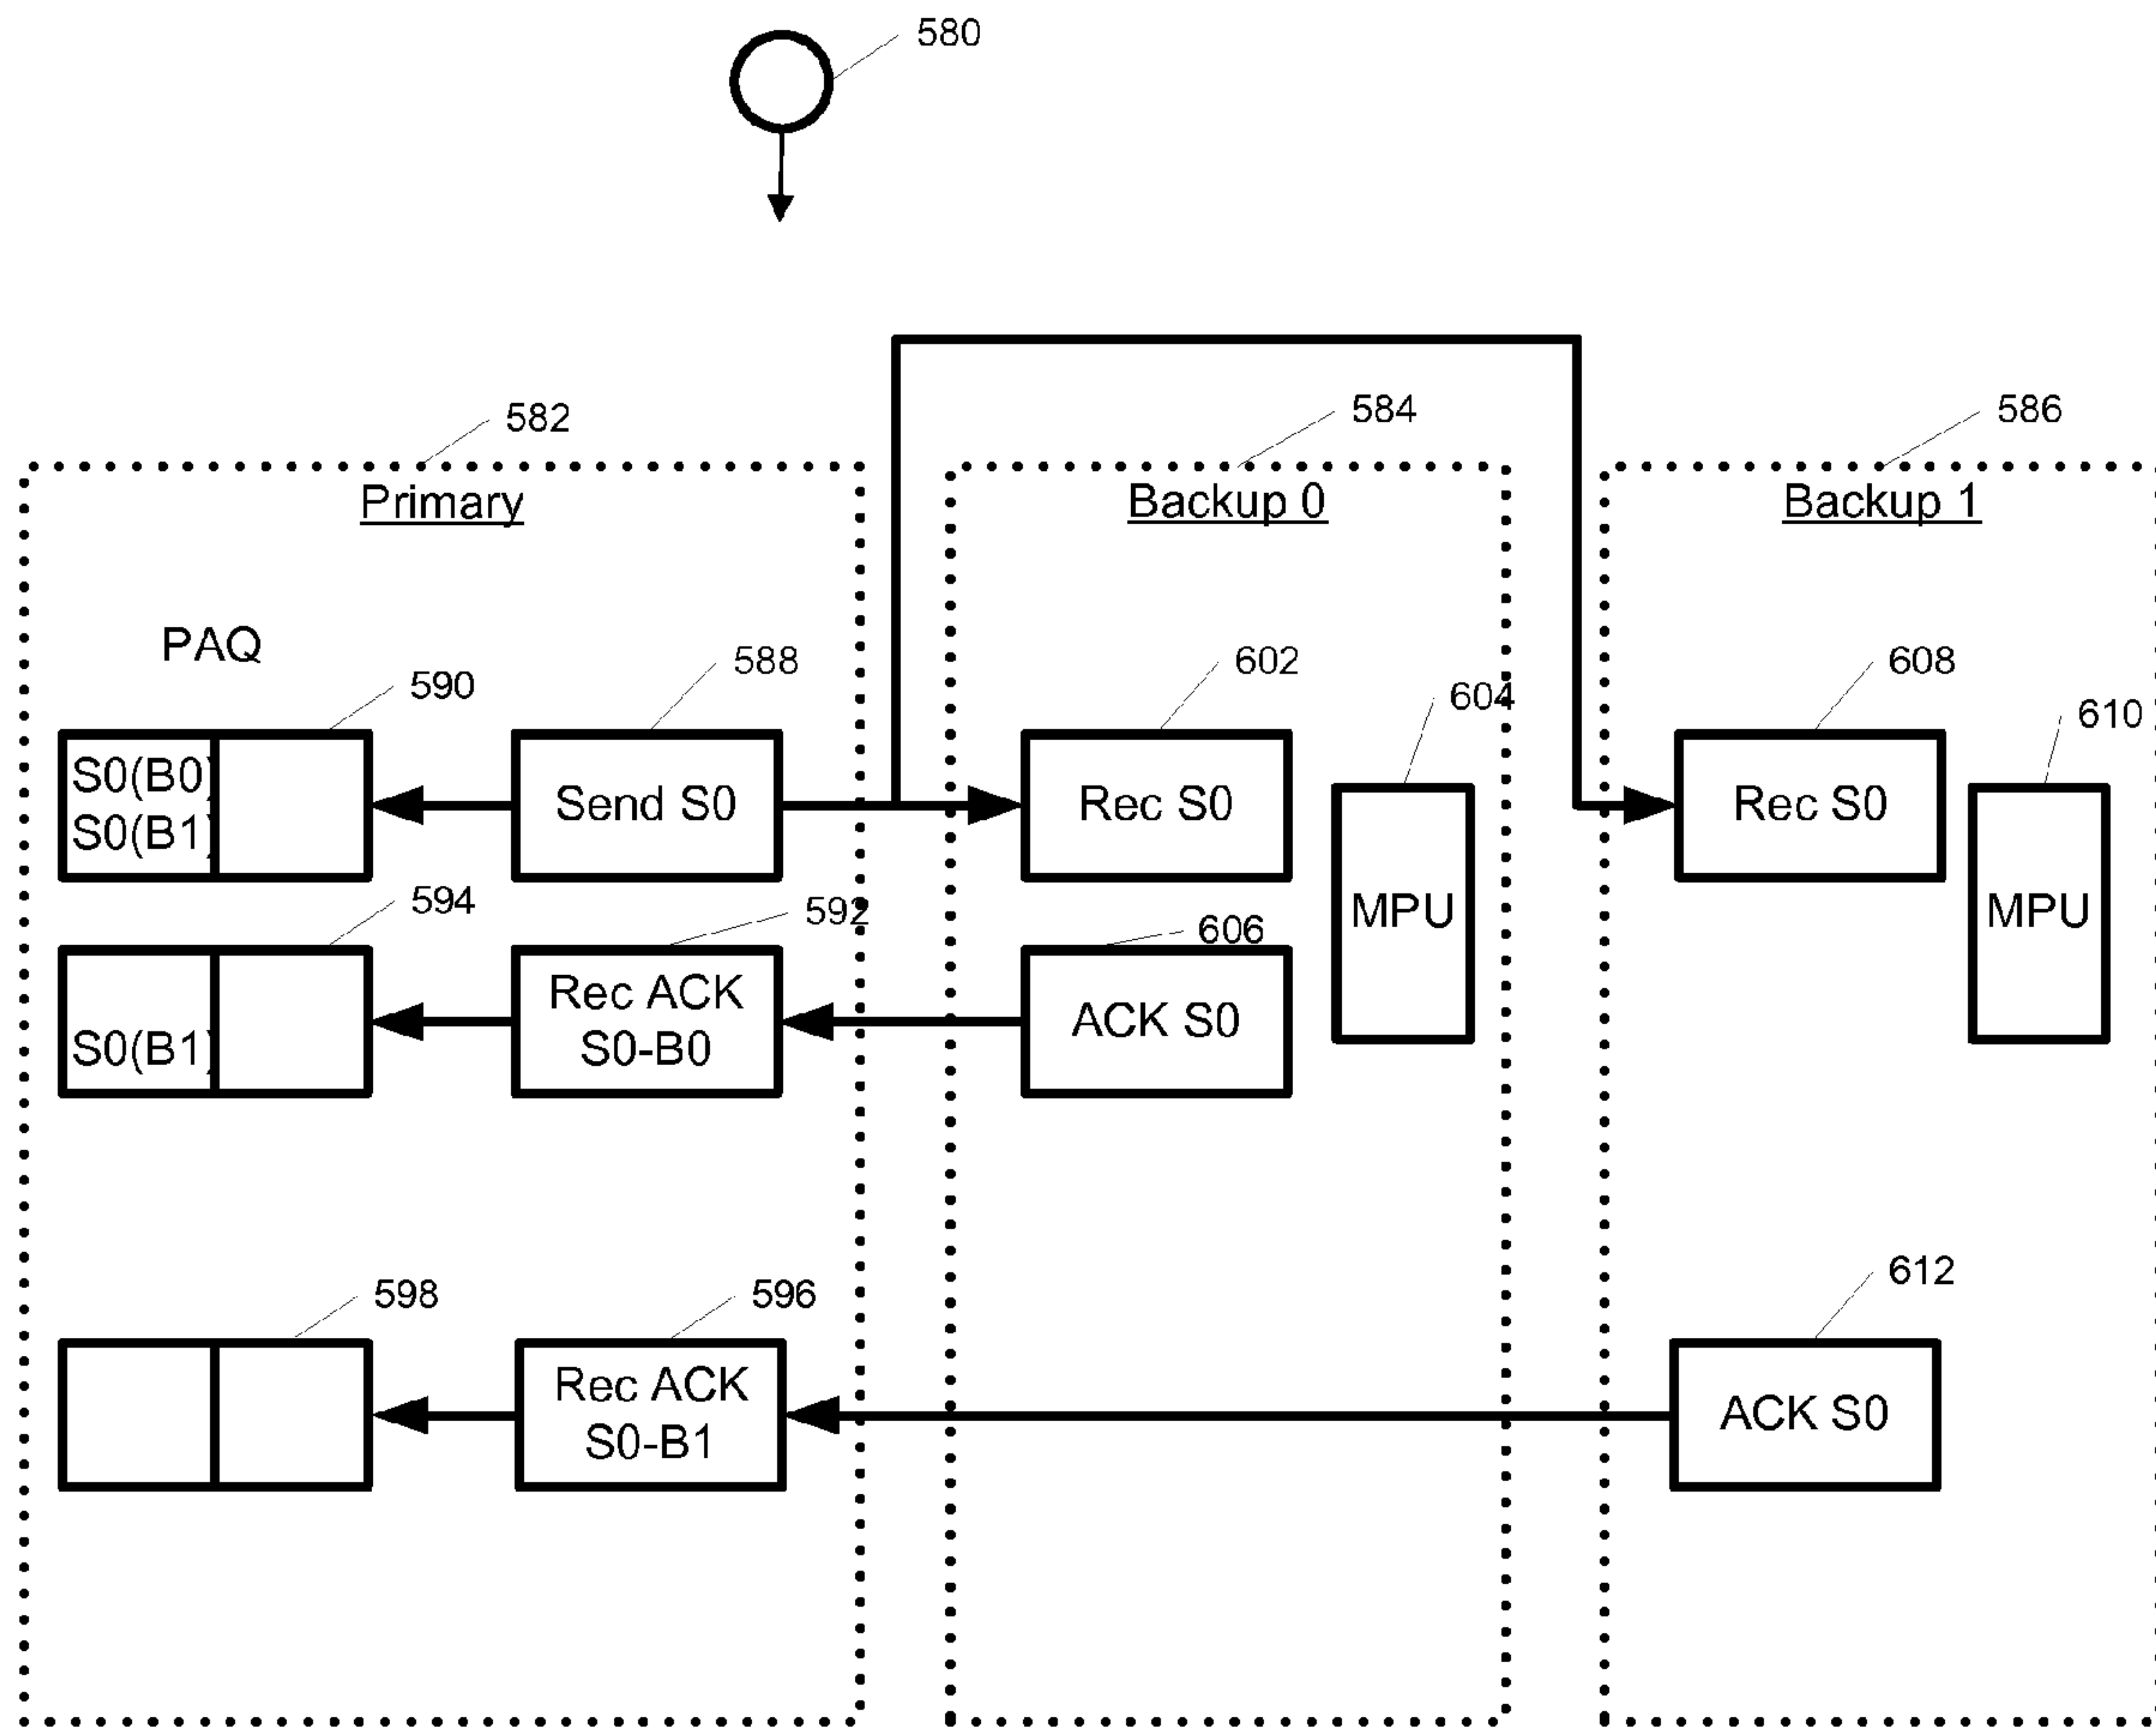 580
582
584
586
Primary
Backup 0
Backup 1
PAQ
590
588
602
604
608
610
S0(B0)
S0(B1)
Send S0
Rec S0
Rec S0
MPU
MPU
594
592
606
S0(B1)
Rec ACK
S0-B0
ACK S0
598
596
612
Rec ACK
S0-B1
ACK S0